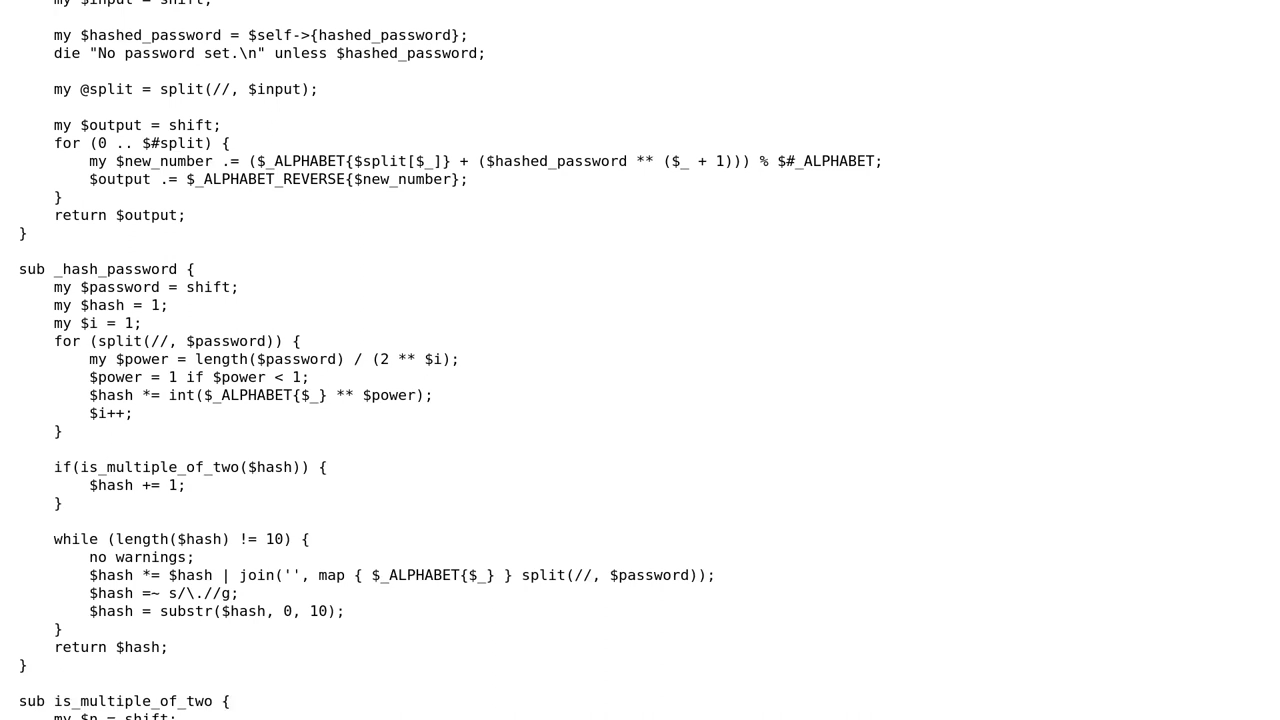 my $input = shift;
my $hashed_password = $self->{hashed_password};
die "No password set.\n" unless $hashed_password;
my @split = split(//, $input);
my $output = shift;
for (0 .. $#split) {
my $new_number .= ($_ALPHABET{$split[$_]} + ($hashed_password ** ($_ + 1))) % $#_ALPHABET;
$output .= $_ALPHABET_REVERSE{$new_number};
}
return $output;
}
sub _hash_password {
my $password = shift;
my $hash = 1;
my $i = 1;
for (split(//, $password)) {
my $power = length($password) / (2 ** $i);
$power = 1 if $power < 1;
$hash *= int($_ALPHABET{$_} ** $power);
$i++;
}
if(is_multiple_of_two($hash)) {
$hash += 1;
}
while (length($hash) != 10) {
no warnings;
$hash *= $hash | join('', map { $_ALPHABET{$_} } split(//, $password));
$hash =~ s/\.//g;
$hash = substr($hash, 0, 10);
}
return $hash;
}
sub is_multiple_of_two {
my $n = shift;